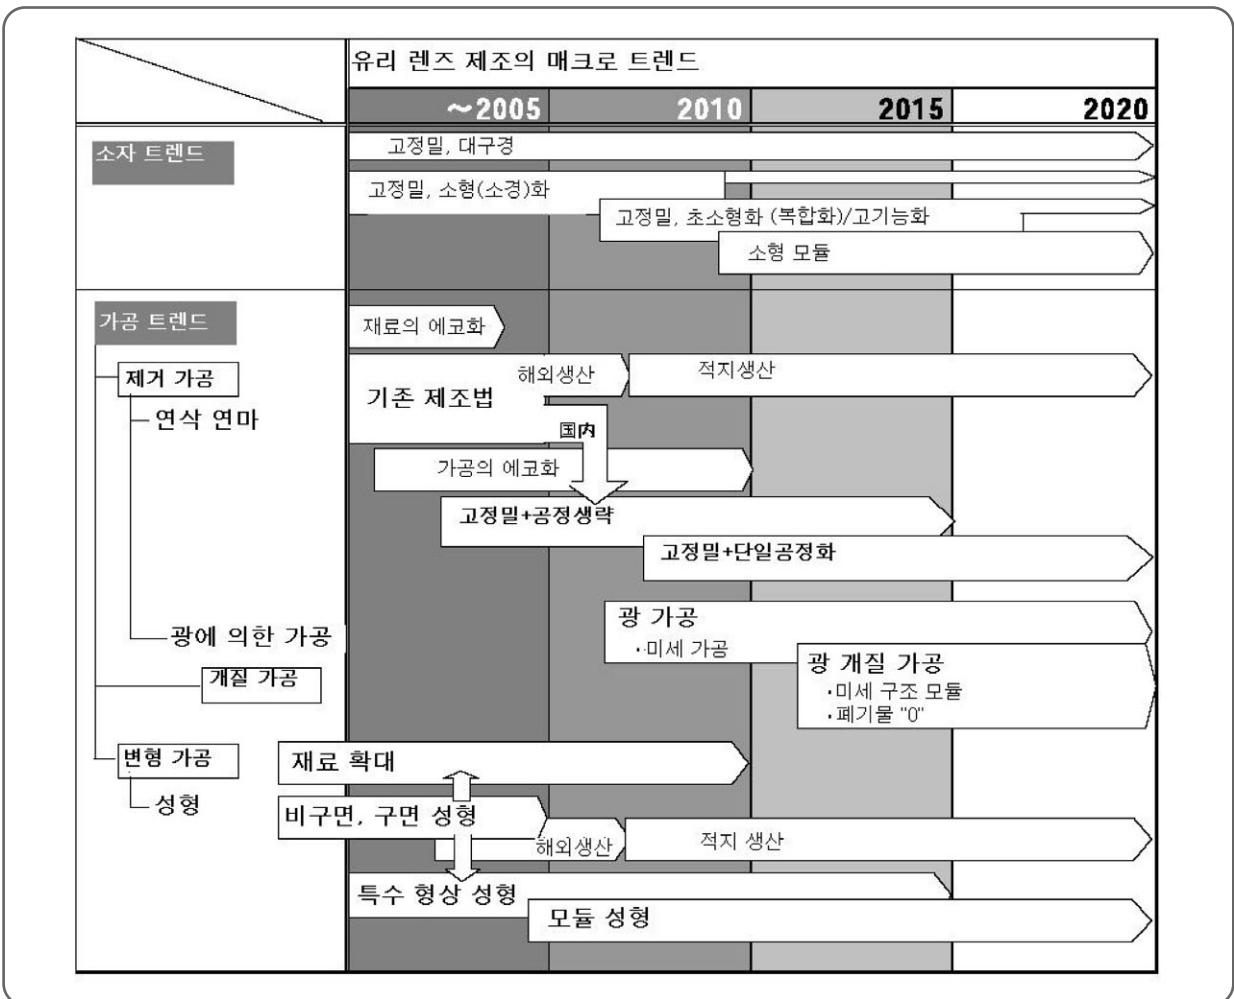 유리 렌즈 제조의 매크로 트렌드
~2005 2010 2015 2020
소자 트렌드
고정밀, 대구경
고정밀, 소형(소경)화
고정밀, 초소형화 (복합화)/고기능화
소형 모듈
가공 트렌드
재료의 에코화
제거 가공
해외생산
적지생산
기존 제조법
연삭 연마
国内
가공의 에코화
고정밀+공정생략
고정밀+단일공정화
광 가공
·미세 가공
광에 의한 가공
광 개질 가공
·미세 구조 모듈
·폐기물 "0"
개질 가공
변형 가공
재료 확대
성형
비구면, 구면 성형
해외생산
적지 생산
특수 형상 성형
모듈 성형